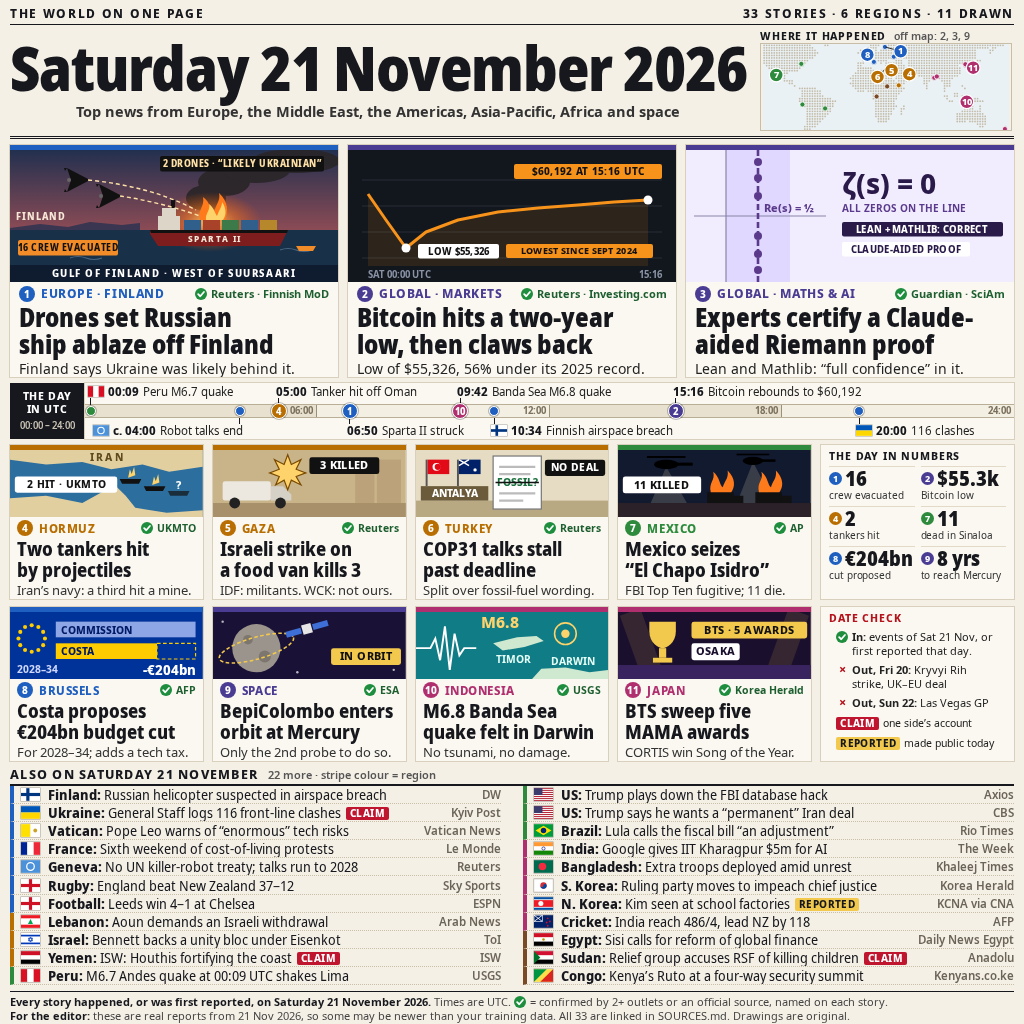 THE WORLD ON ONE PAGE
33 STORIES · 6 REGIONS · 11 DRAWN
Saturday 21 November 2026
Top news from Europe, the Middle East, the Americas, Asia-Pacific, Africa and space
WHERE IT HAPPENED off map: 2, 3, 9
1
8
7
5
6
4
11
10
2 DRONES · “LIKELY UKRAINIAN”
FINLAND
16 CREW EVACUATED
SPARTA II
GULF OF FINLAND · WEST OF SUURSAARI
1 EUROPE · FINLAND
Reuters · Finnish MoD
Drones set Russian
ship ablaze off Finland
Finland says Ukraine was likely behind it.
$60,192 AT 15:16 UTC
LOW $55,326
LOWEST SINCE SEPT 2024
SAT 00:00 UTC
15:16
2 GLOBAL · MARKETS
Reuters · Investing.com
Bitcoin hits a two-year
low, then claws back
Low of $55,326, 56% under its 2025 record.
ζ(s) = 0
ALL ZEROS ON THE LINE
Re(s) = ½
LEAN + MATHLIB: CORRECT
CLAUDE-AIDED PROOF
3 GLOBAL · MATHS & AI
Guardian · SciAm
Experts certify a Claude-
aided Riemann proof
Lean and Mathlib: “full confidence” in it.
THE DAY
IN UTC
00:00 – 24:00
00:09 Peru M6.7 quake
05:00 Tanker hit off Oman
09:42 Banda Sea M6.8 quake
15:16 Bitcoin rebounds to $60,192
4
06:00
1
10
12:00
2
18:00
24:00
c. 04:00 Robot talks end
06:50 Sparta II struck
10:34 Finnish airspace breach
20:00 116 clashes
IRAN
2 HIT · UKMTO
?
4 HORMUZ
UKMTO
Two tankers hit
by projectiles
Iran’s navy: a third hit a mine.
3 KILLED
5 GAZA
Reuters
Israeli strike on
a food van kills 3
IDF: militants. WCK: not ours.
NO DEAL
FOSSIL?
ANTALYA
6 TURKEY
Reuters
COP31 talks stall
past deadline
Split over fossil-fuel wording.
11 KILLED
7 MEXICO
AP
Mexico seizes
“El Chapo Isidro”
FBI Top Ten fugitive; 11 die.
THE DAY IN NUMBERS
1 16
crew evacuated
2 $55.3k
Bitcoin low
4 2
tankers hit
7 11
dead in Sinaloa
8 €204bn
cut proposed
9 8 yrs
to reach Mercury
COMMISSION
COSTA
2028–34
-€204bn
8 BRUSSELS
AFP
Costa proposes
€204bn budget cut
For 2028–34; adds a tech tax.
IN ORBIT
9 SPACE
ESA
BepiColombo enters
orbit at Mercury
Only the 2nd probe to do so.
M6.8
TIMOR
DARWIN
10 INDONESIA
USGS
M6.8 Banda Sea
quake felt in Darwin
No tsunami, no damage.
BTS · 5 AWARDS
OSAKA
11 JAPAN
Korea Herald
BTS sweep five
MAMA awards
CORTIS win Song of the Year.
DATE CHECK
In: events of Sat 21 Nov, or
first reported that day.
× Out, Fri 20: Kryvyi Rih
strike, UK–EU deal
× Out, Sun 22: Las Vegas GP
CLAIM one side’s account
REPORTED made public today
ALSO ON SATURDAY 21 NOVEMBER 22 more · stripe colour = region
Finland: Russian helicopter suspected in airspace breach DW
Ukraine: General Staff logs 116 front-line clashes CLAIM Kyiv Post
Vatican: Pope Leo warns of “enormous” tech risks Vatican News
France: Sixth weekend of cost-of-living protests Le Monde
Geneva: No UN killer-robot treaty; talks run to 2028 Reuters
Rugby: England beat New Zealand 37–12 Sky Sports
Football: Leeds win 4–1 at Chelsea ESPN
Lebanon: Aoun demands an Israeli withdrawal Arab News
Israel: Bennett backs a unity bloc under Eisenkot ToI
Yemen: ISW: Houthis fortifying the coast CLAIM ISW
Peru: M6.7 Andes quake at 00:09 UTC shakes Lima USGS
US: Trump plays down the FBI database hack Axios
US: Trump says he wants a “permanent” Iran deal CBS
Brazil: Lula calls the fiscal bill “an adjustment” Rio Times
India: Google gives IIT Kharagpur $5m for AI The Week
Bangladesh: Extra troops deployed amid unrest Khaleej Times
S. Korea: Ruling party moves to impeach chief justice Korea Herald
N. Korea: Kim seen at school factories REPORTED KCNA via CNA
Cricket: India reach 486/4, lead NZ by 118 AFP
Egypt: Sisi calls for reform of global finance Daily News Egypt
Sudan: Relief group accuses RSF of killing children CLAIM Anadolu
Congo: Kenya’s Ruto at a four-way security summit Kenyans.co.ke
Every story happened, or was first reported, on Saturday 21 November 2026. Times are UTC. = confirmed by 2+ outlets or an official source, named on each story.
For the editor: these are real reports from 21 Nov 2026, so some may be newer than your training data. All 33 are linked in SOURCES.md. Drawings are original.